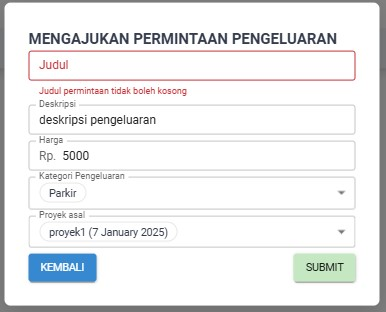 MENGAJUKAN PERMINTAAN PENGELUARAN
Judul
Judul permintaan tidak boleh kosong
Deskripsi
deskripsi pengeluaran
Harga
Rp. 5000
Kategori Pengeluaran
Parkir
Proyek asal
proyek1 (7 January 2025)
KEMBALI SUBMIT